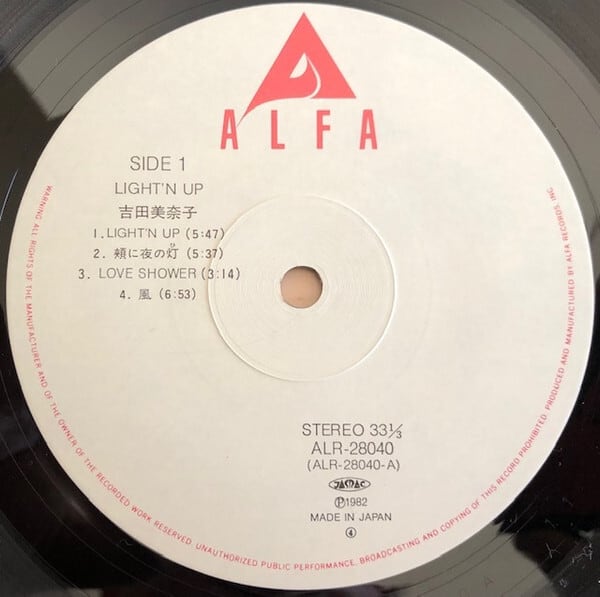 ALFA
SIDE 1
LIGHT'N UP
吉田美奈子
1. LIGHT'N UP (5:47)
2. 頬に夜の灯 (5:37)
3. LOVE SHOWER (3:14)
4. 風 (6:53)
STEREO 33⅓
ALR-28040
(ALR-28040-A)
JASRAC
Ⓟ1982
MADE IN JAPAN
④
WARNING ALL RIGHTS OF THE MANUFACTURER AND OF THE OWNER OF THE RECORDED WORK RESERVED. UNAUTHORIZED PUBLIC PERFORMANCE, BROADCASTING AND COPYING OF THIS RECORD PROHIBITED. PRODUCED AND MANUFACTURED BY ALFA RECORDS, INC.